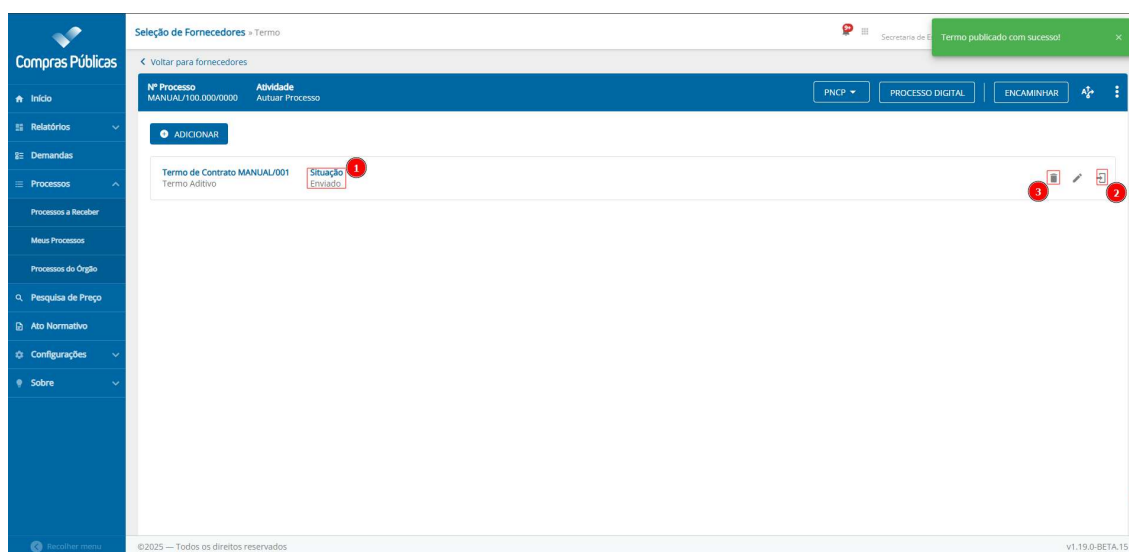 Compras Públicas
Início
Relatórios
Demandas
Processos
Processos a Receber
Meus Processos
Processos do Órgão
Pesquisa de Preço
Ato Normativo
Configurações
Sobre
Recolher menu
Seleção de Fornecedores » Termo
9+
Secretaria de E
Termo publicado com sucesso! ×
Voltar para fornecedores
Nº Processo Atividade
MANUAL/100.000/0000 Autuar Processo
PNCP PROCESSO DIGITAL ENCAMINHAR
ADICIONAR
Termo de Contrato MANUAL/001 Situação 1
Termo Aditivo Enviado
3 2
©2025 — Todos os direitos reservados v1.19.0-BETA.15